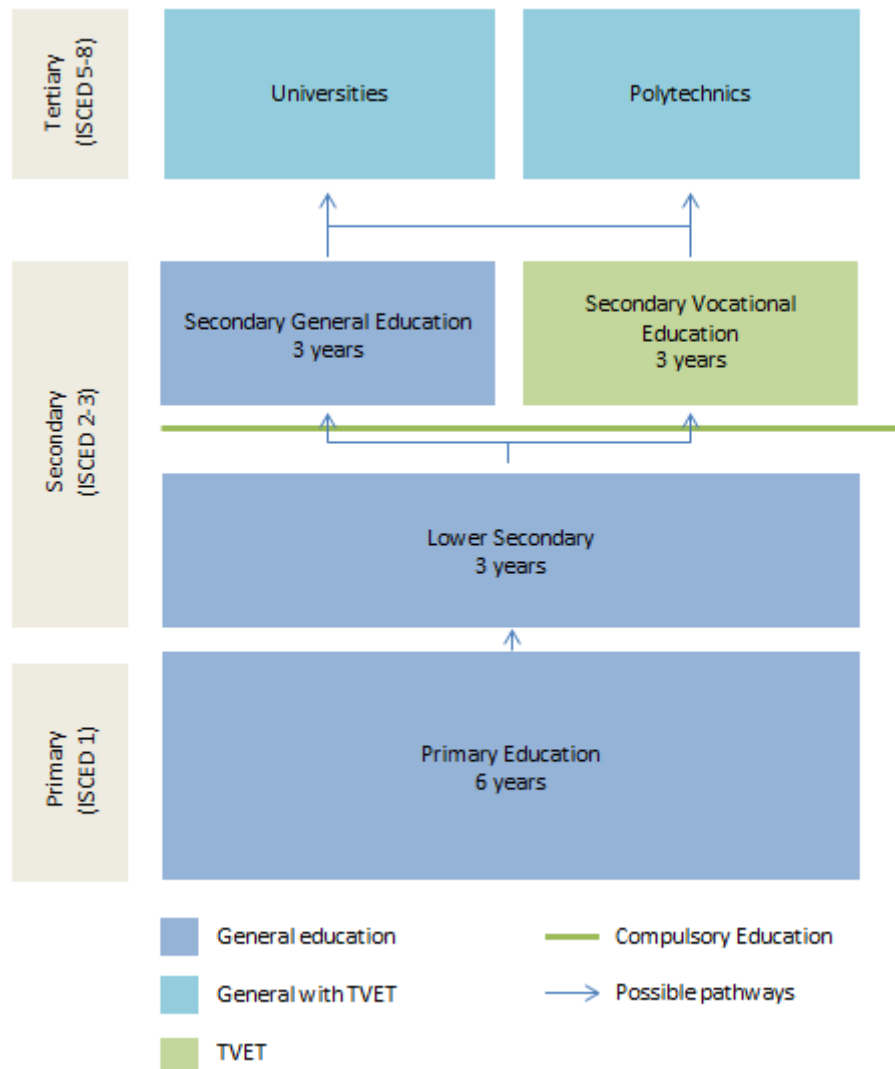 Tertiary
(ISCED 5-8)
Universities
Polytechnics
Secondary
(ISCED 2-3)
Secondary General Education
3 years
Secondary Vocational
Education
3 years
Lower Secondary
3 years
Primary
(ISCED 1)
Primary Education
6 years
General education
Compulsory Education
General with TVET
Possible pathways
TVET